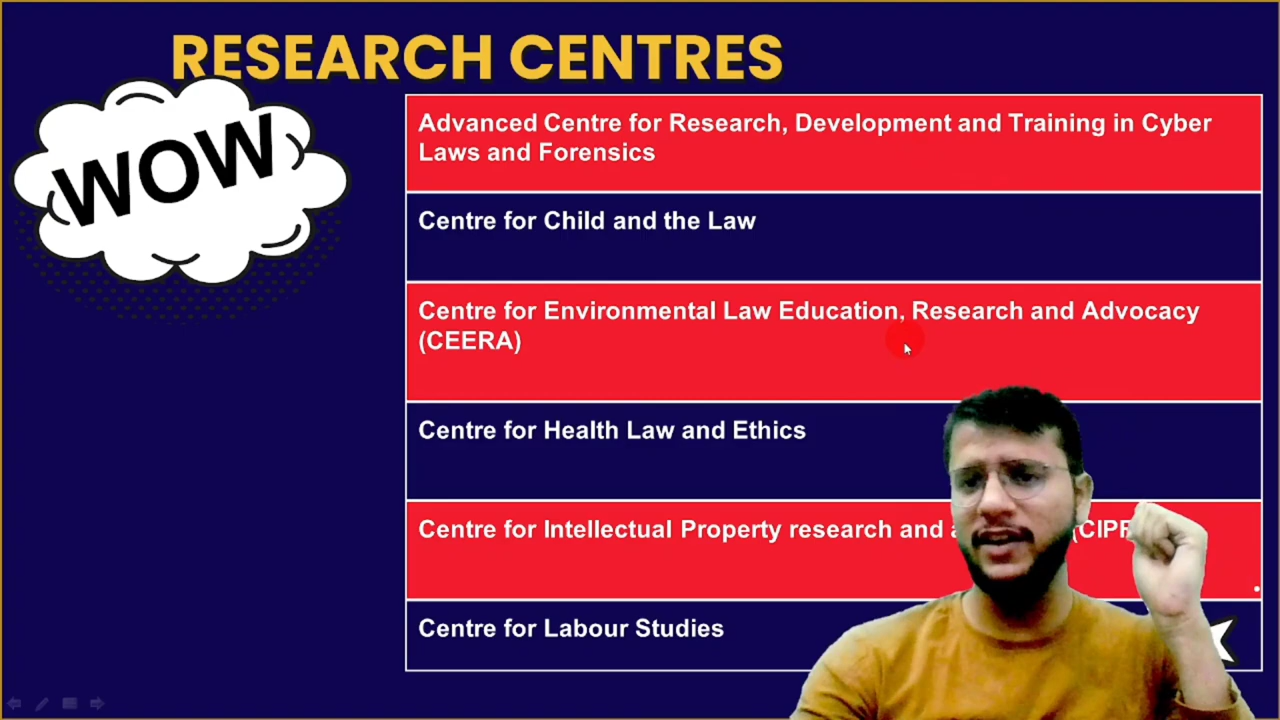 RESEARCH CENTRES
WOW
Advanced Centre for Research, Development and Training in Cyber
Laws and Forensics
Centre for Child and the Law
Centre for Environmental Law Education, Research and Advocacy
(CEERA)
Centre for Health Law and Ethics
Centre for Intellectual Property research and
Centre for Labour Studies